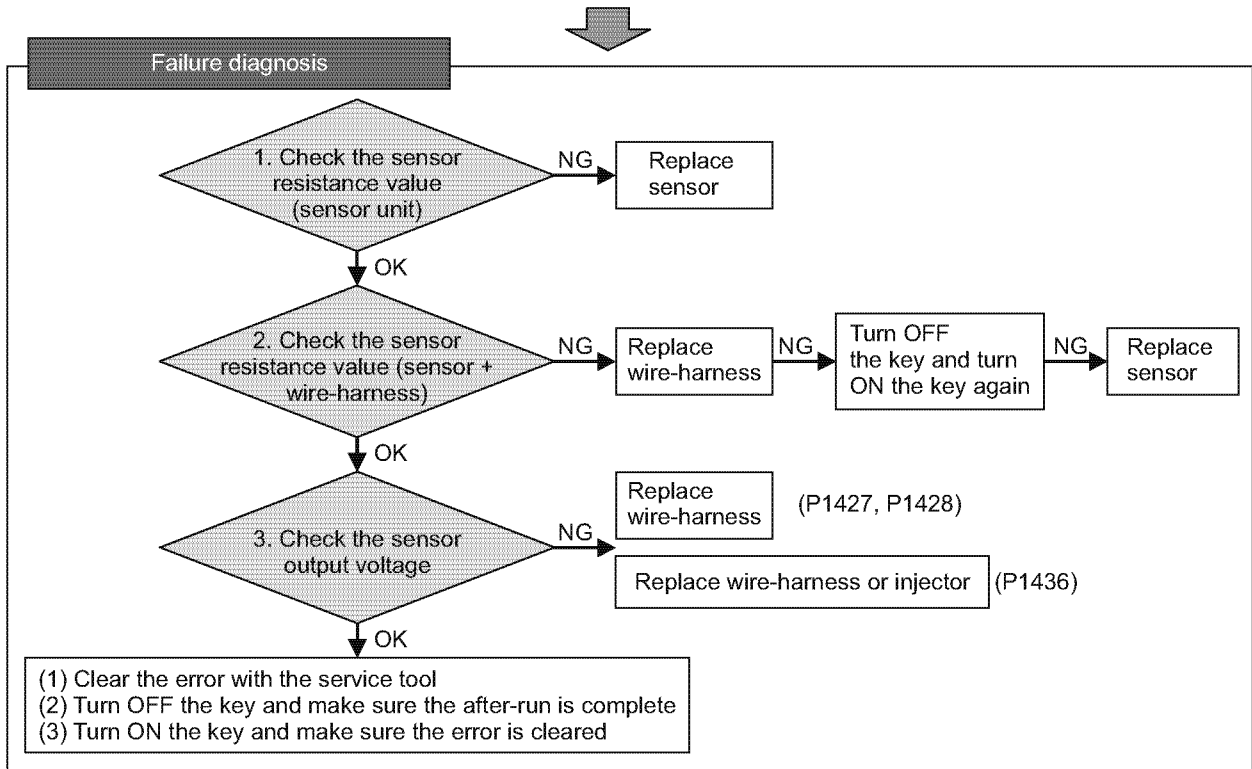 Failure diagnosis
1. Check the sensor
resistance value
(sensor unit)
NG
Replace
sensor
OK
2. Check the sensor
resistance value (sensor +
wire-harness)
NG
Replace
wire-harness
NG
Turn OFF
the key and turn
ON the key again
NG
Replace
sensor
OK
3. Check the sensor
output voltage
NG
Replace
wire-harness
(P1427, P1428)
Replace wire-harness or injector
(P1436)
OK
(1) Clear the error with the service tool
(2) Turn OFF the key and make sure the after-run is complete
(3) Turn ON the key and make sure the error is cleared